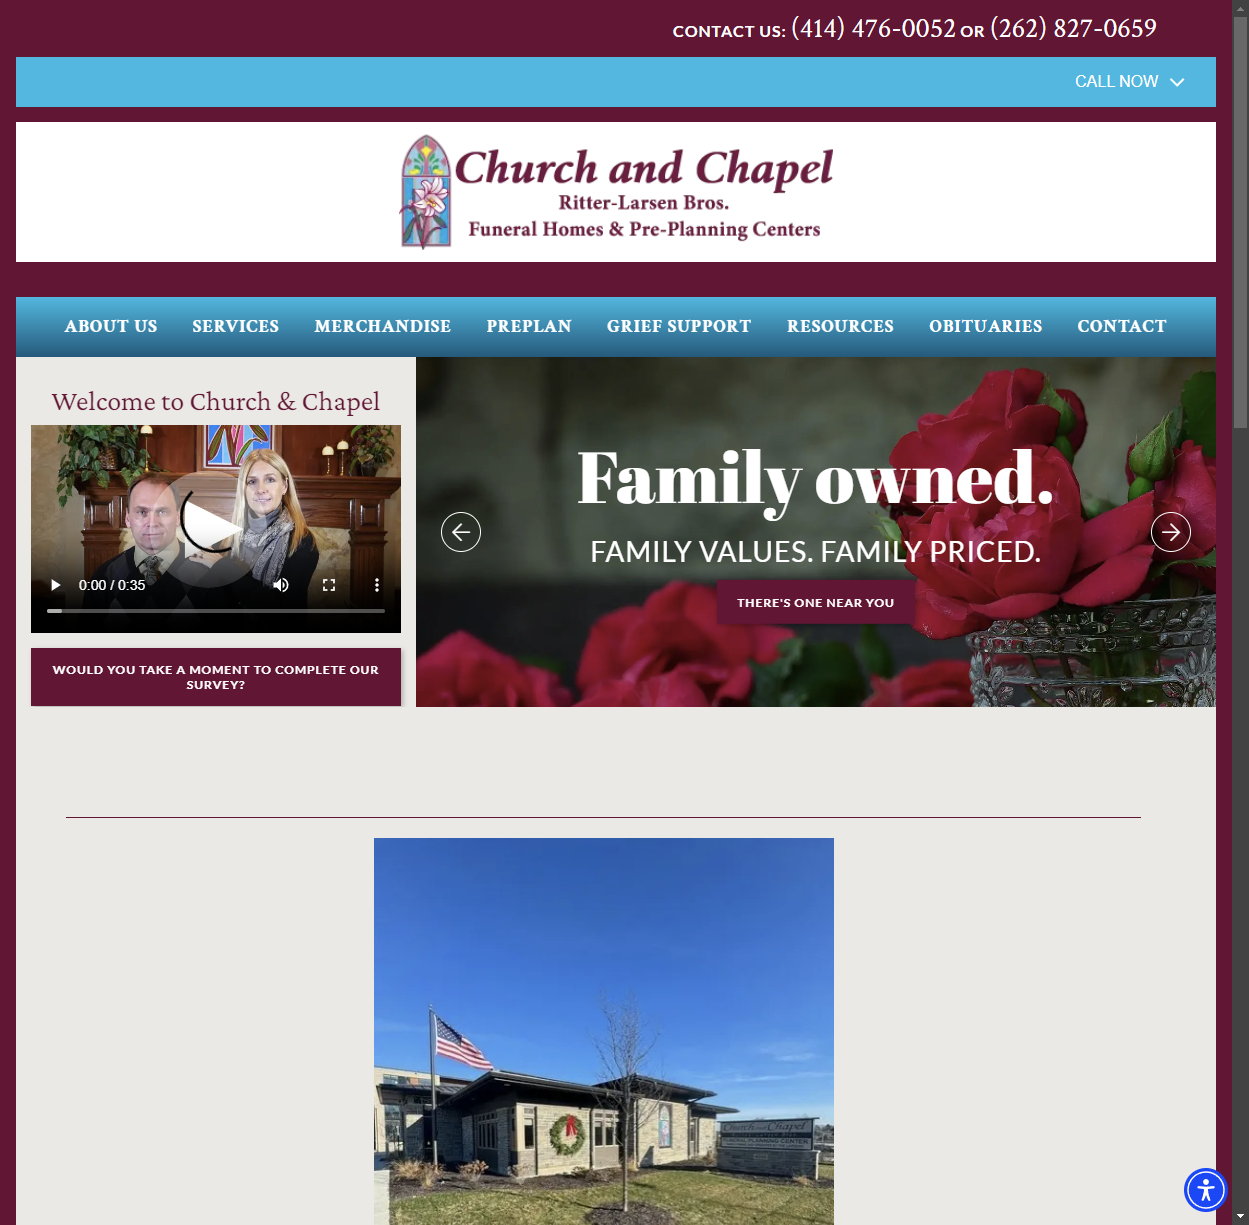 CONTACT US: (414) 476-0052 OR (262) 827-0659
CALL NOW
Church and Chapel
Ritter-Larsen Bros.
Funeral Homes & Pre-Planning Centers
ABOUT US SERVICES MERCHANDISE PREPLAN GRIEF SUPPORT RESOURCES OBITUARIES CONTACT
Welcome to Church & Chapel
0:00 / 0:35
WOULD YOU TAKE A MOMENT TO COMPLETE OUR
SURVEY?
Family owned.
FAMILY VALUES. FAMILY PRICED.
THERE'S ONE NEAR YOU
Church and Chapel
FUNERAL PLANNING CENTER